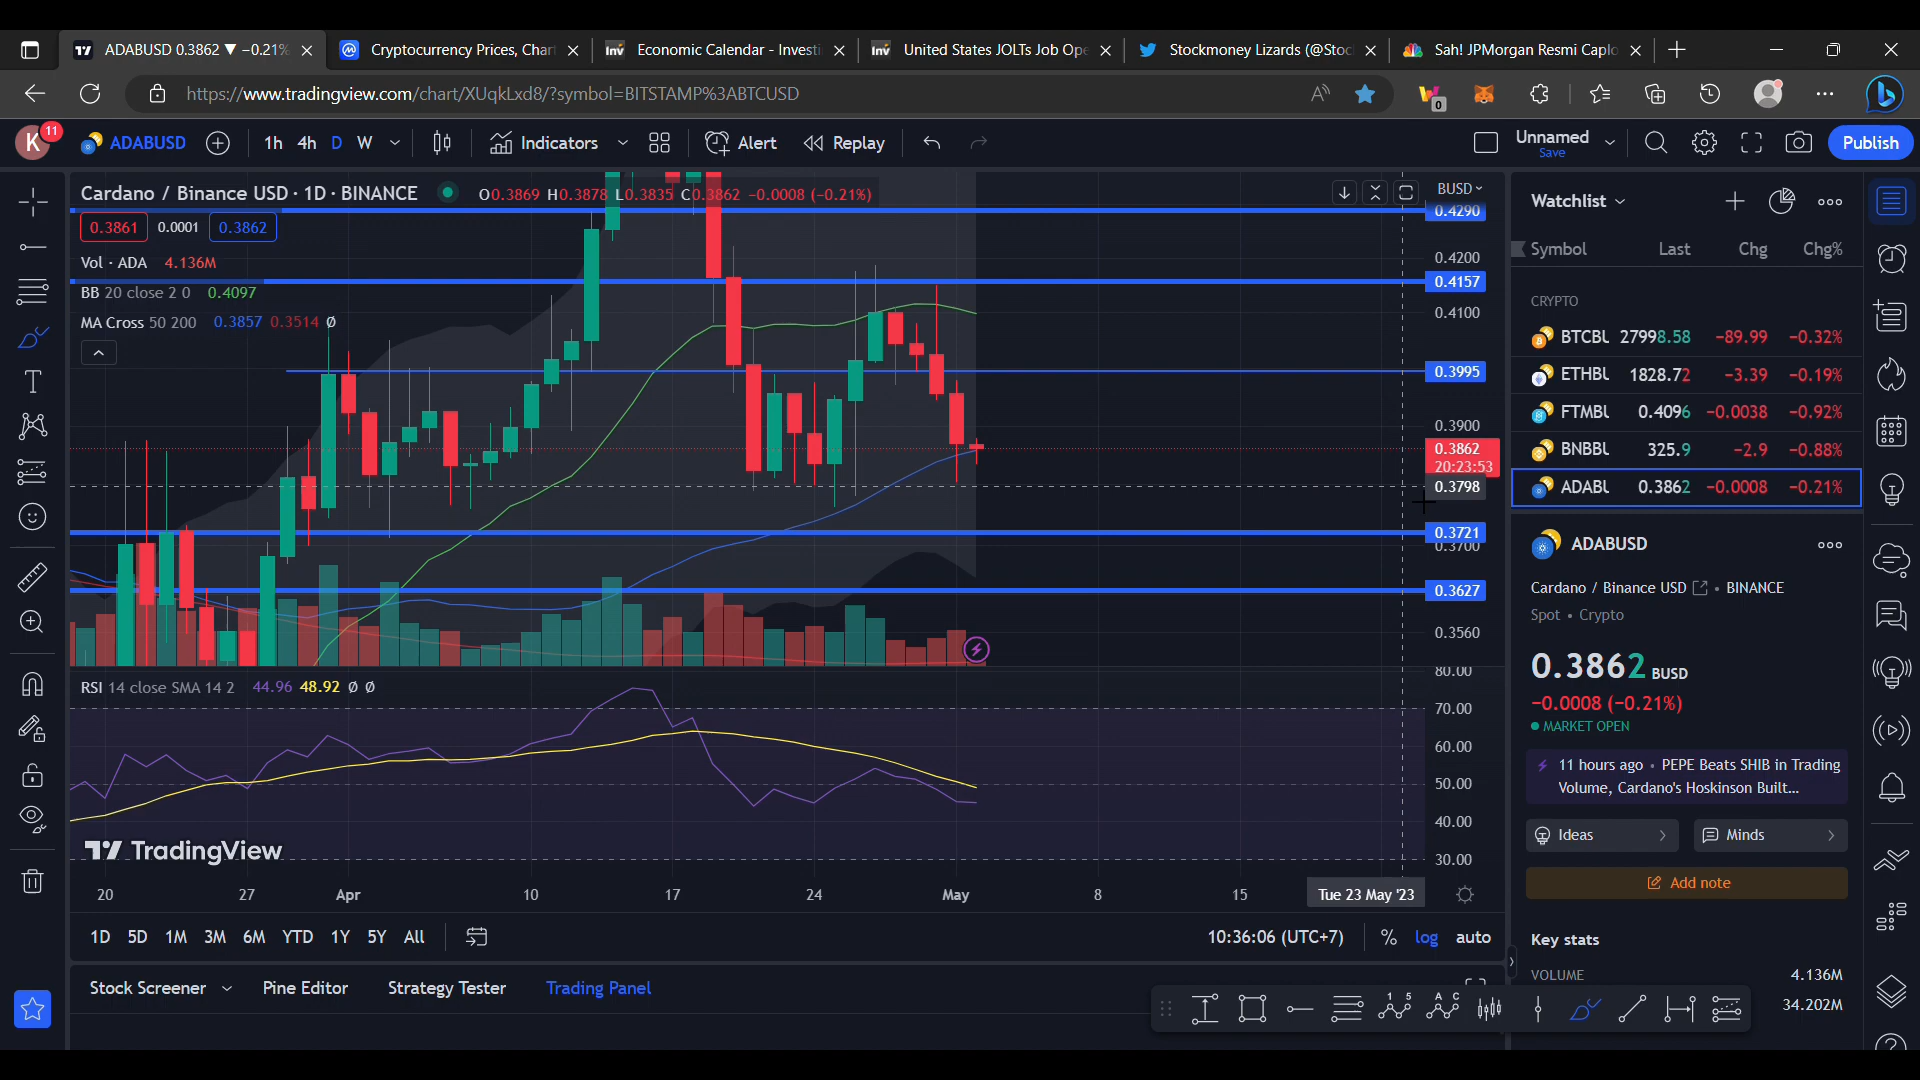 ADABUSD 0.3862 ▼ −0.21%
Cryptocurrency Prices, Char
Economic Calendar - Investi
United States JOLTs Job Ope
Stockmoney Lizards (@Stoc
Sah! JPMorgan Resmi Caplo
https://www.tradingview.com/chart/XUqkLxd8/?symbol=BITSTAMP%3ABTCUSD
0
K 11 ADABUSD 1h 4h D W Indicators Alert Replay Unnamed Publish
Save
Cardano / Binance USD · 1D · BINANCE O0.3869 H0.3878 L0.3835 C0.3862 −0.0008 (−0.21%) BUSD
0.3861 0.0001 0.3862
Vol · ADA 4.136M
BB 20 close 2 0 0.4097
MA Cross 50 200 0.3857 0.3514 Ø
0.4290
0.4200
0.4157
0.4100
0.3995
0.3900
0.3862
20:23:53
0.3798
0.3721
0.3700
0.3627
0.3560
RSI 14 close SMA 14 2 44.96 48.92 Ø Ø
80.00
70.00
60.00
50.00
40.00
30.00
TradingView
20 27 Apr 10 17 24 May 8 15 Tue 23 May '23
1D 5D 1M 3M 6M YTD 1Y 5Y All 10:36:06 (UTC+7) % log auto
Stock Screener Pine Editor Strategy Tester Trading Panel
1 5
A C
Watchlist
Symbol Last Chg Chg%
CRYPTO
BTCBU 27998.58 −89.99 −0.32%
ETHBU 1828.72 −3.39 −0.19%
FTMBU 0.4096 −0.0038 −0.92%
BNBBU 325.9 −2.9 −0.88%
ADABU 0.3862 −0.0008 −0.21%
ADABUSD
Cardano / Binance USD • BINANCE
Spot • Crypto
0.3862 BUSD
−0.0008 (−0.21%)
MARKET OPEN
11 hours ago • PEPE Beats SHIB in Trading
Volume, Cardano's Hoskinson Built...
Ideas
Minds
Add note
Key stats
VOLUME 4.136M
34.202M